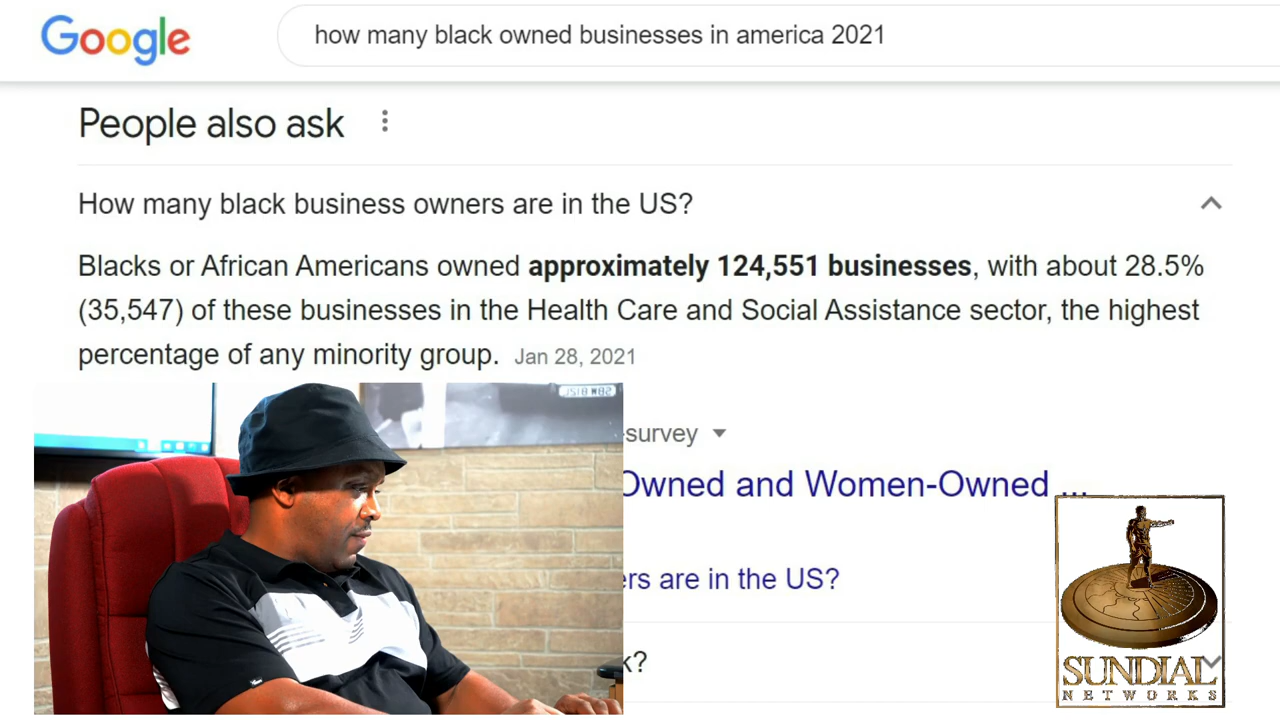 Google
how many black owned businesses in america 2021
People also ask
How many black business owners are in the US?
Blacks or African Americans owned approximately 124,551 businesses, with about 28.5%
(35,547) of these businesses in the Health Care and Social Assistance sector, the highest
percentage of any minority group. Jan 28, 2021
survey
Owned and Women-Owned ...
rs are in the US?
k?
SUNDIAL
NETWORKS